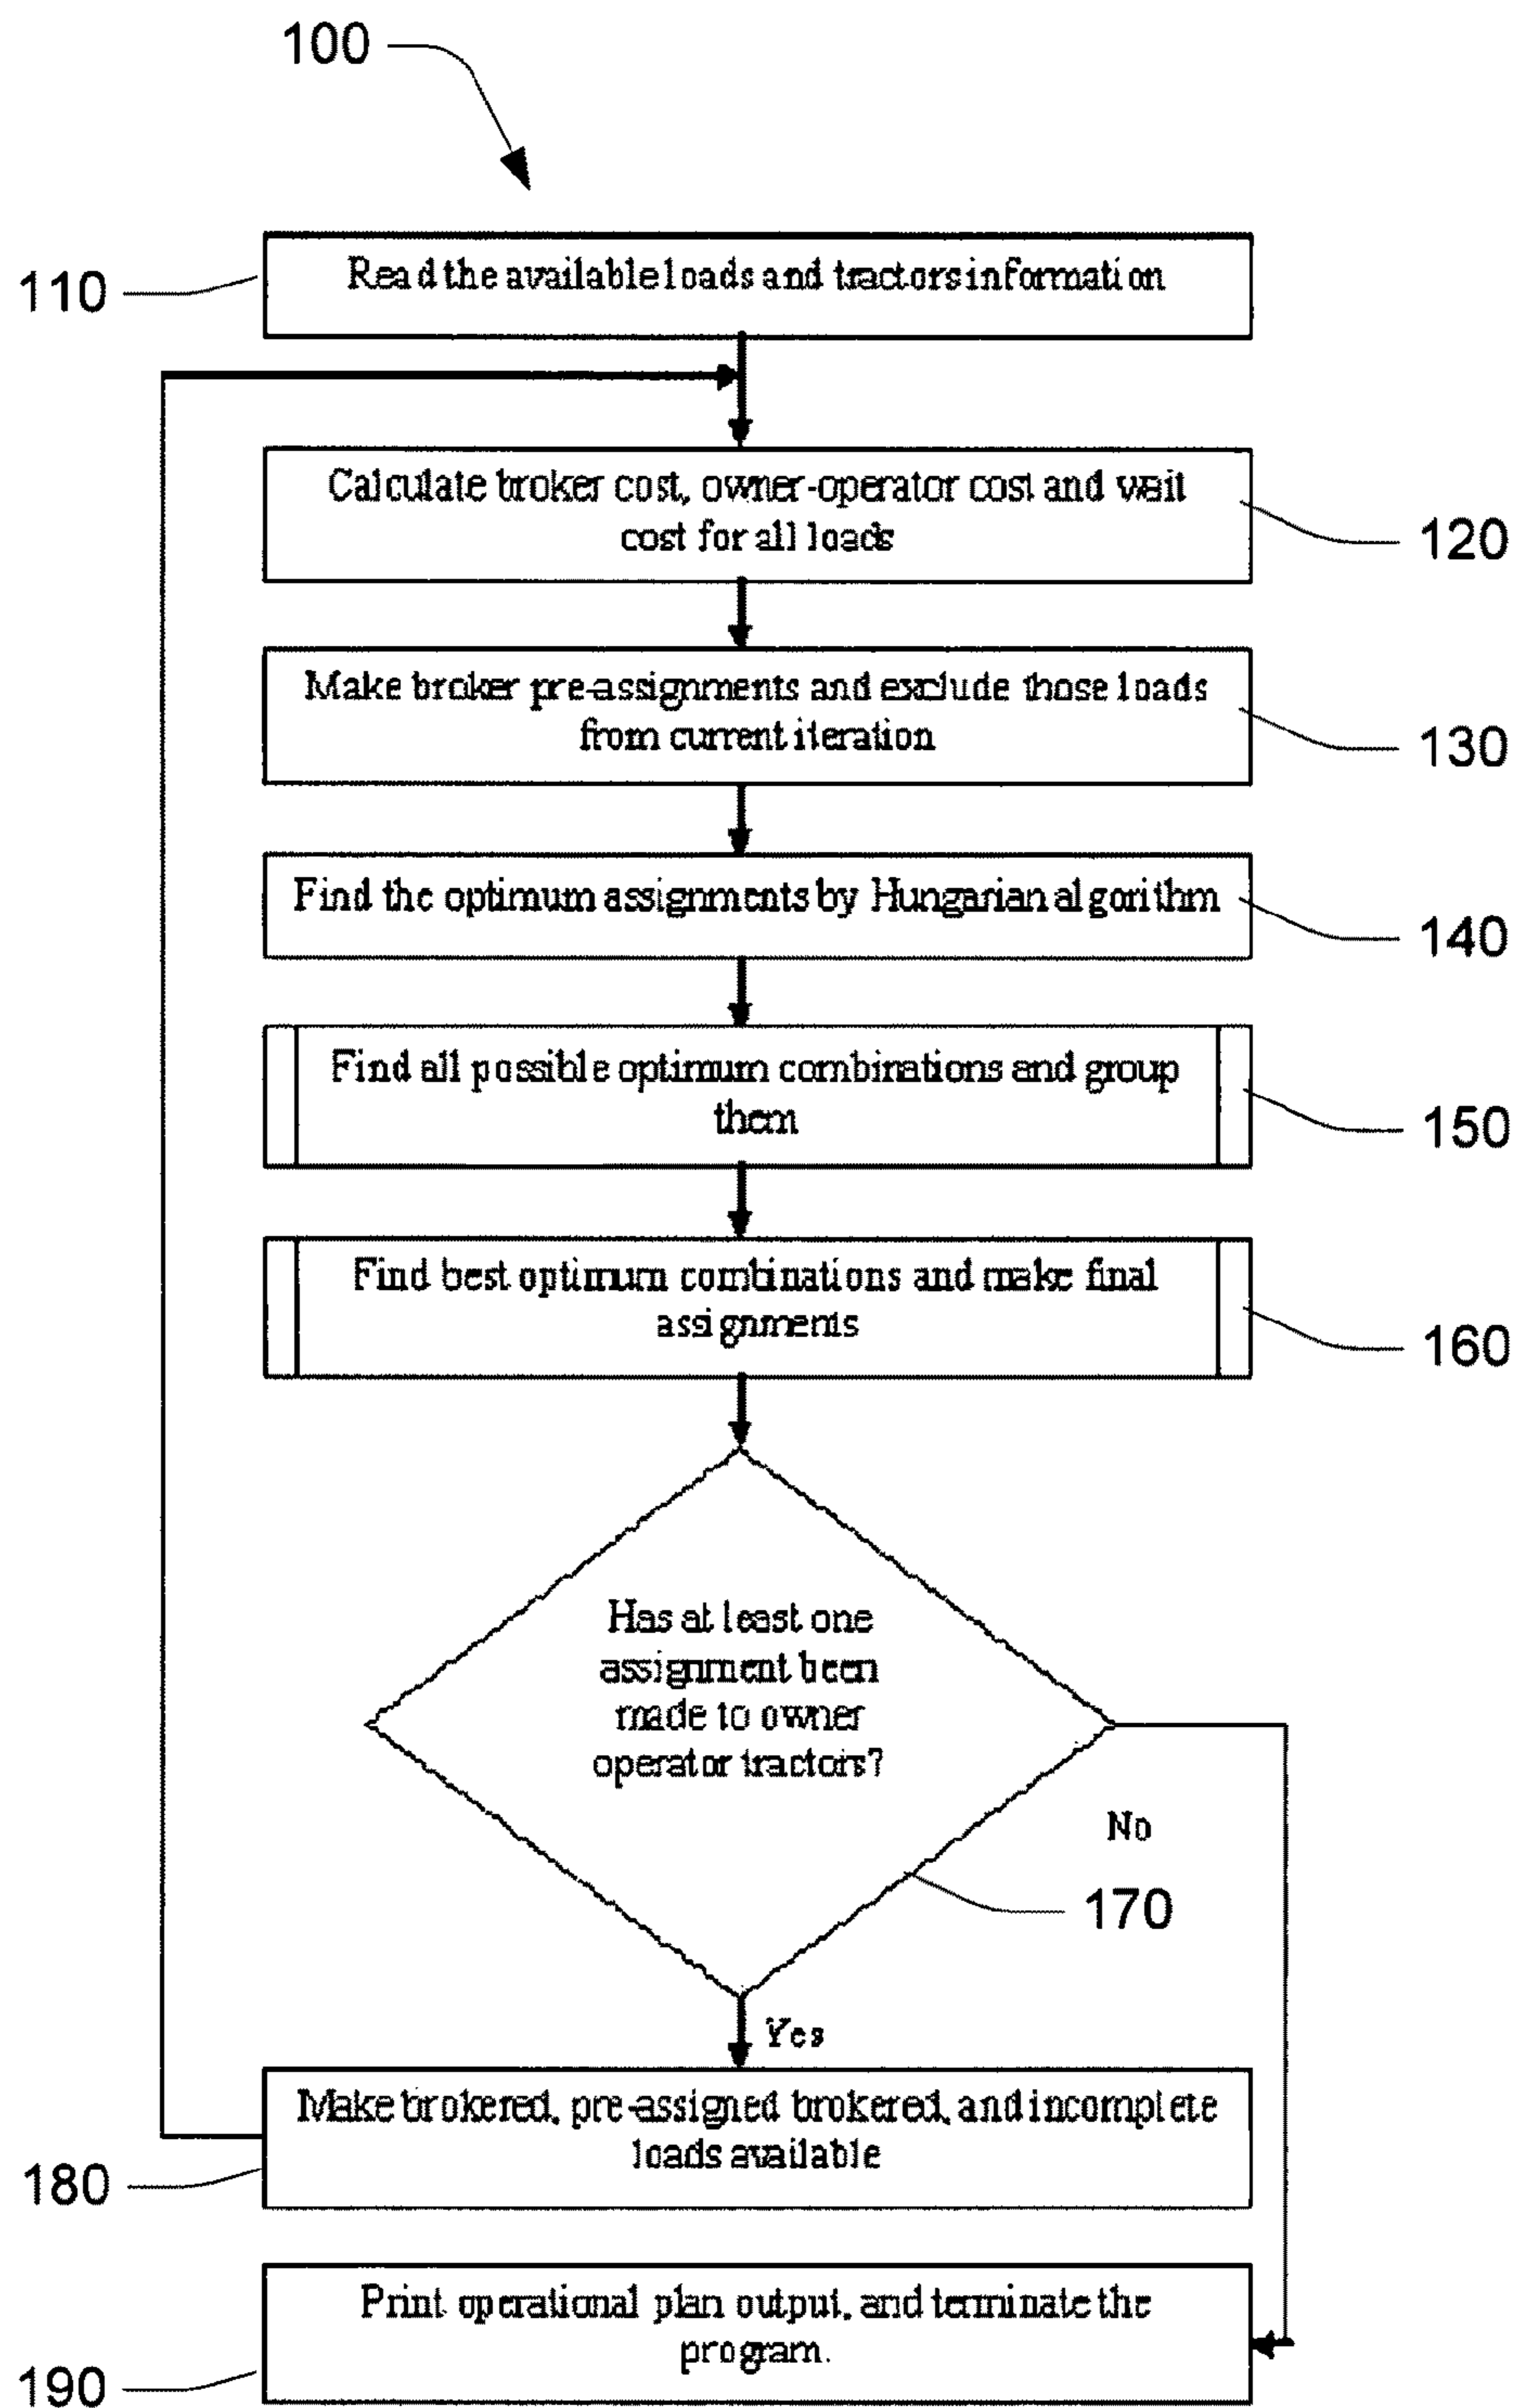 100
Read the available loads and tractors information
110
Calculate broker cost, owner-operator cost and wait
cost for all loads
120
Make broker pre-assignments and exclude those loads
from current iteration
130
Find the optimum assignments by Hungarian algorithm
140
Find all possible optimum combinations and group
them
150
Find best optimum combinations and make final
assignments
160
Has at least one
assignment been
made to owner
operator tractors?
No
170
Yes
Make brokered, pre-assigned brokered, and incomplete
loads available
180
Print operational plan output, and terminate the
program.
190